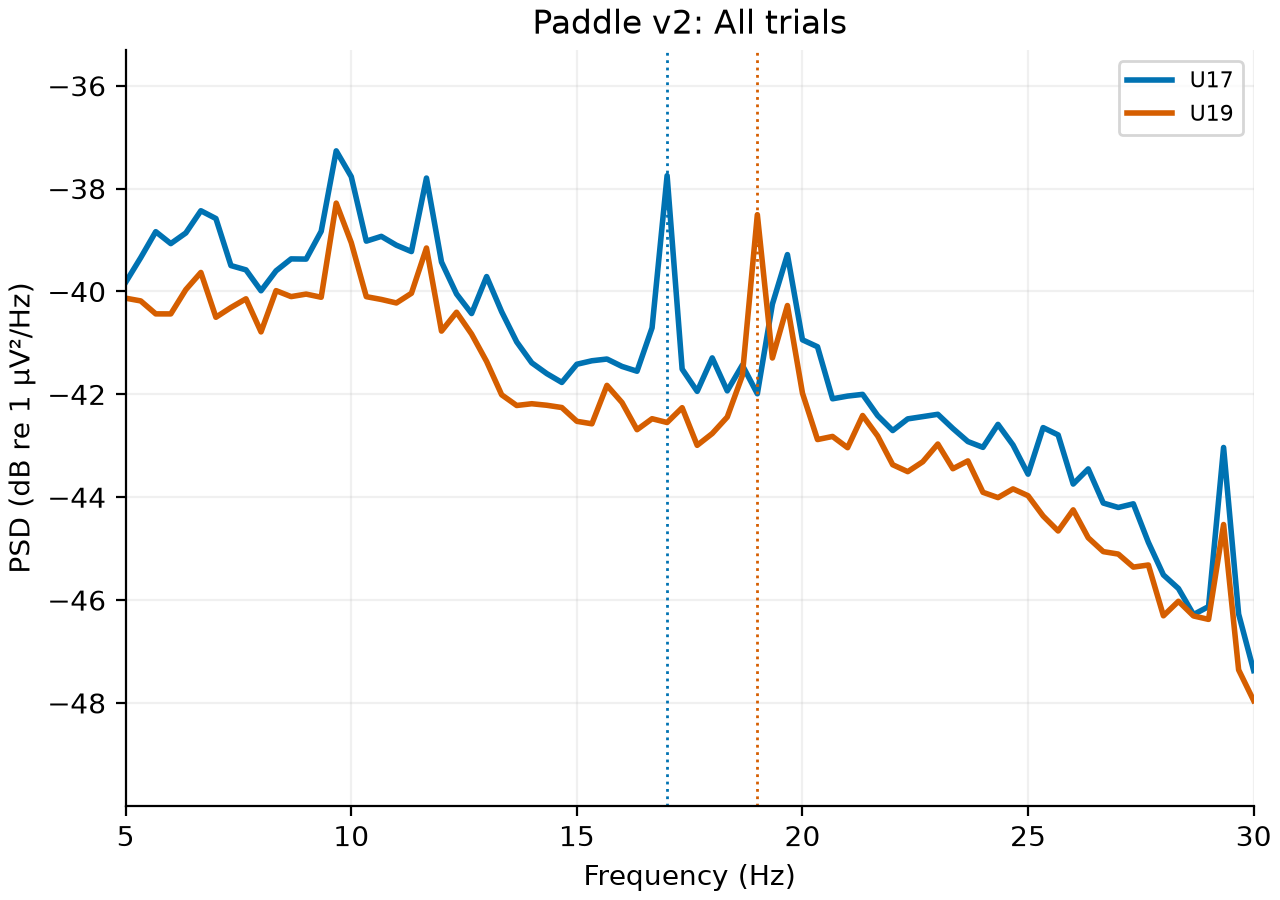 Paddle v2: All trials
U17
U19
PSD (dB re 1 µV²/Hz)
−36
−38
−40
−42
−44
−46
−48
5 10 15 20 25 30
Frequency (Hz)